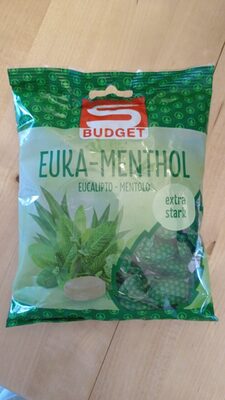 S
BUDGET
EUKA-MENTHOL
EUCALIPTO - MENTOLO
extra
stark